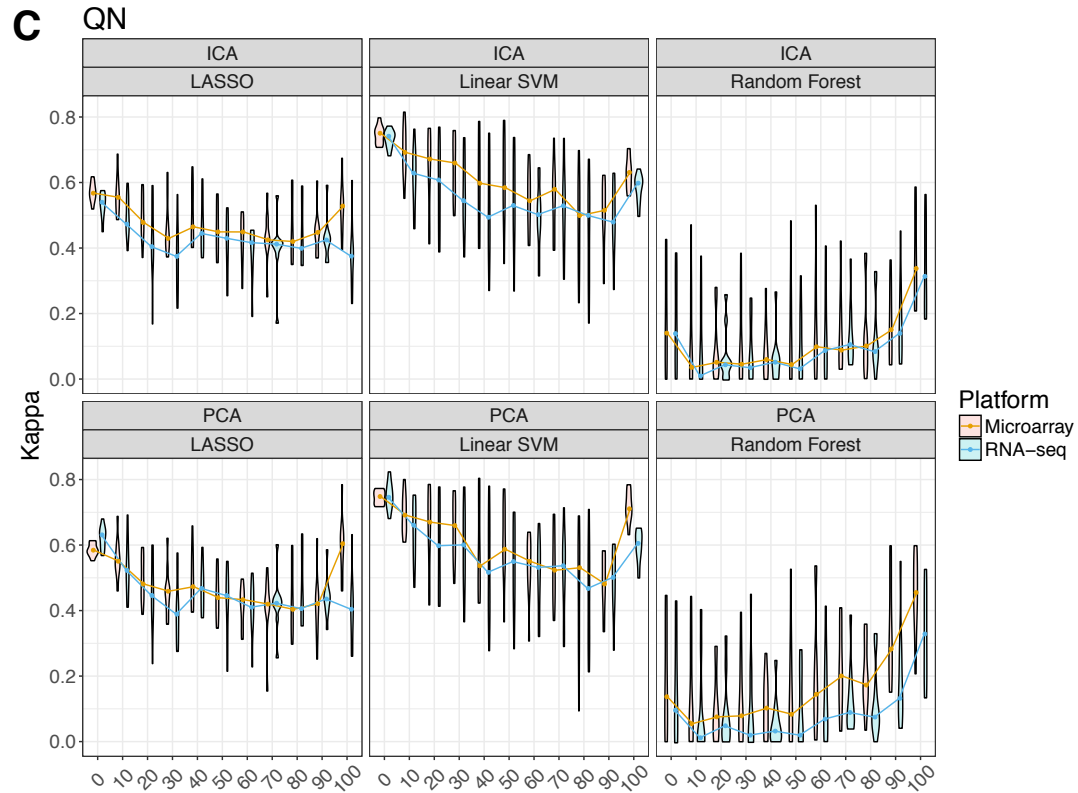 C QN
ICA ICA ICA
LASSO Linear SVM Random Forest
0.8
0.6
0.4
0.2
0.0
Kappa
PCA PCA PCA
LASSO Linear SVM Random Forest
0.8
0.6
0.4
0.2
0.0
0 10 20 30 40 50 60 70 80 90 100 0 10 20 30 40 50 60 70 80 90 100 0 10 20 30 40 50 60 70 80 90 100
Platform
Microarray
RNA−seq